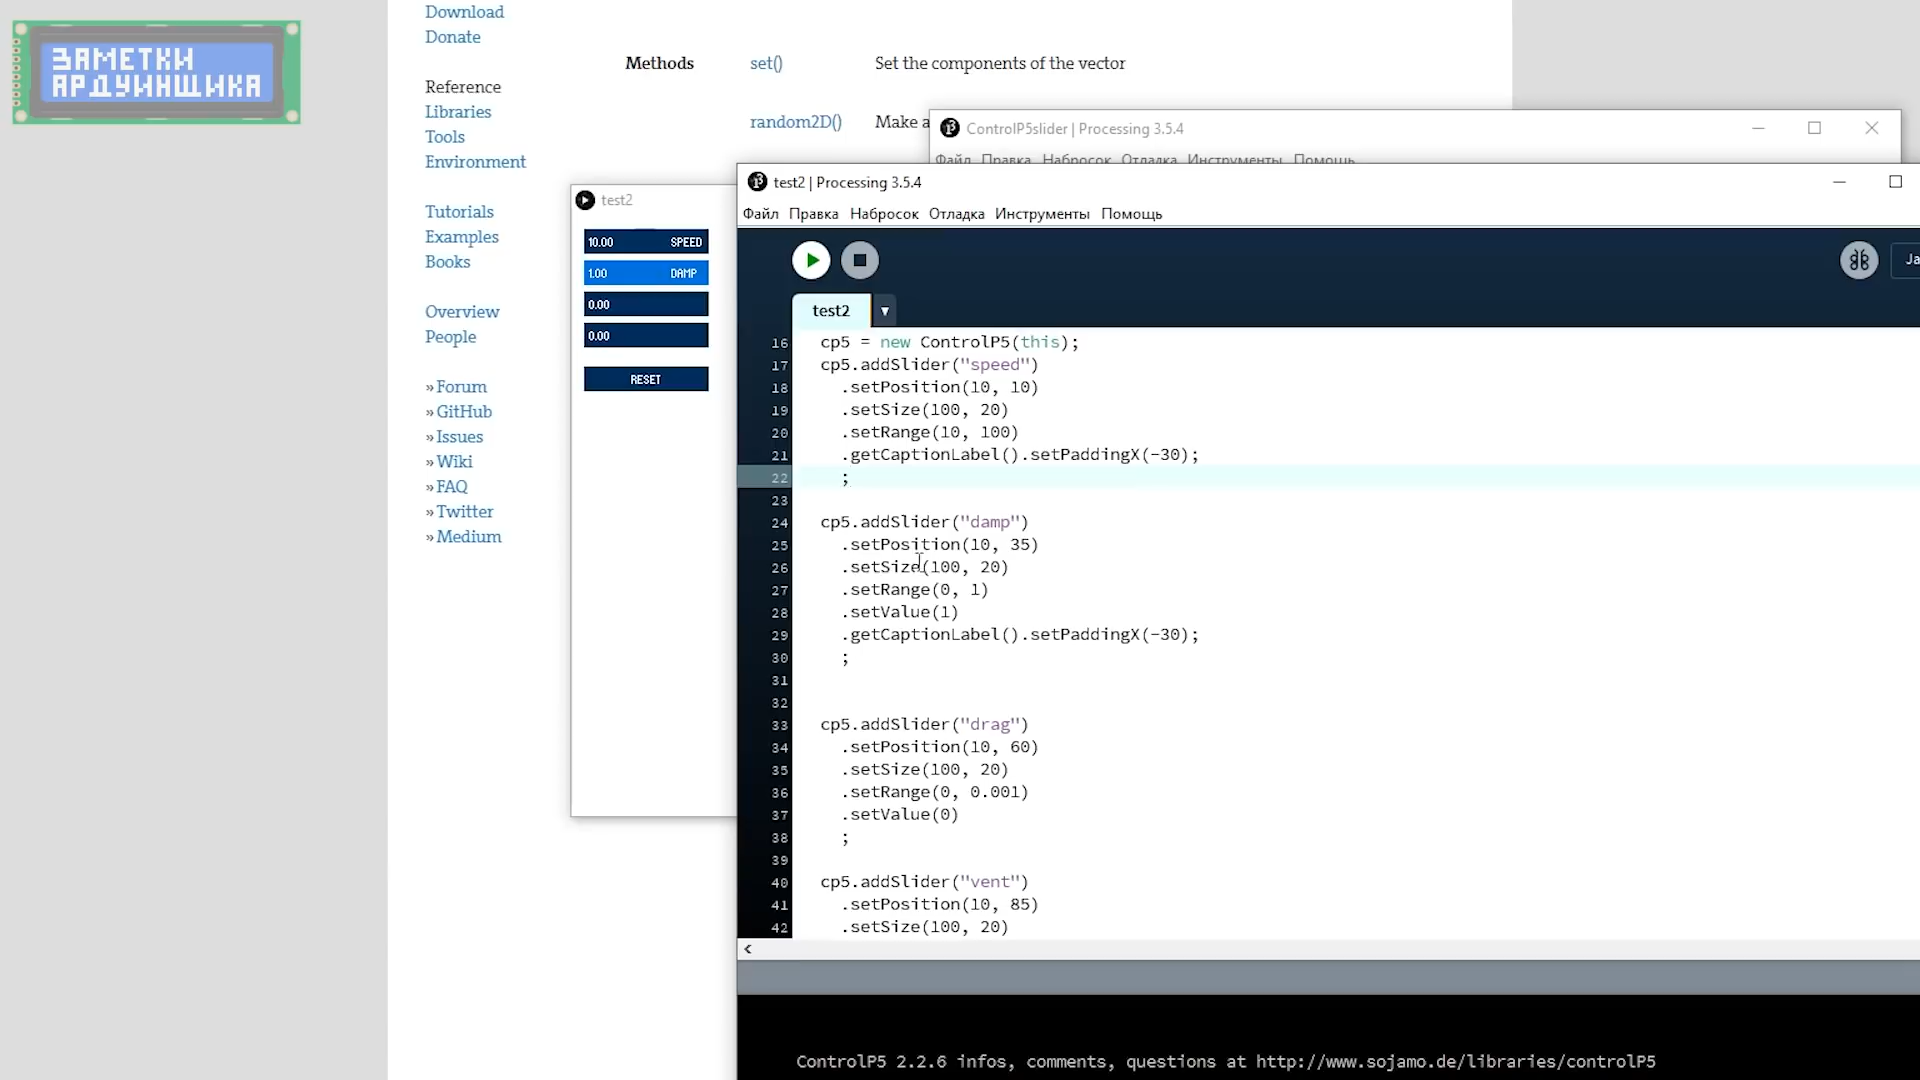 ЗАМЕТКИ
АРДУИНЩИКА
Download
Donate
Reference
Libraries
Tools
Environment
Tutorials
Examples
Books
Overview
People
» Forum
» GitHub
» Issues
» Wiki
» FAQ
» Twitter
» Medium
Methods set() Set the components of the vector
random2D() Make a
ControlP5slider | Processing 3.5.4
Файл Правка Набросок Отладка Инструменты Помощь
test2
10.00 SPEED
1.00 DAMP
0.00
0.00
RESET
test2 | Processing 3.5.4
Файл Правка Набросок Отладка Инструменты Помощь
Ja
test2
16 cp5 = new ControlP5(this);
17 cp5.addSlider("speed")
18 .setPosition(10, 10)
19 .setSize(100, 20)
20 .setRange(10, 100)
21 .getCaptionLabel().setPaddingX(-30);
22 ;
23
24 cp5.addSlider("damp")
25 .setPosition(10, 35)
26 .setSize(100, 20)
27 .setRange(0, 1)
28 .setValue(1)
29 .getCaptionLabel().setPaddingX(-30);
30 ;
31
32
33 cp5.addSlider("drag")
34 .setPosition(10, 60)
35 .setSize(100, 20)
36 .setRange(0, 0.001)
37 .setValue(0)
38 ;
39
40 cp5.addSlider("vent")
41 .setPosition(10, 85)
42 .setSize(100, 20)
ControlP5 2.2.6 infos, comments, questions at http://www.sojamo.de/libraries/controlP5